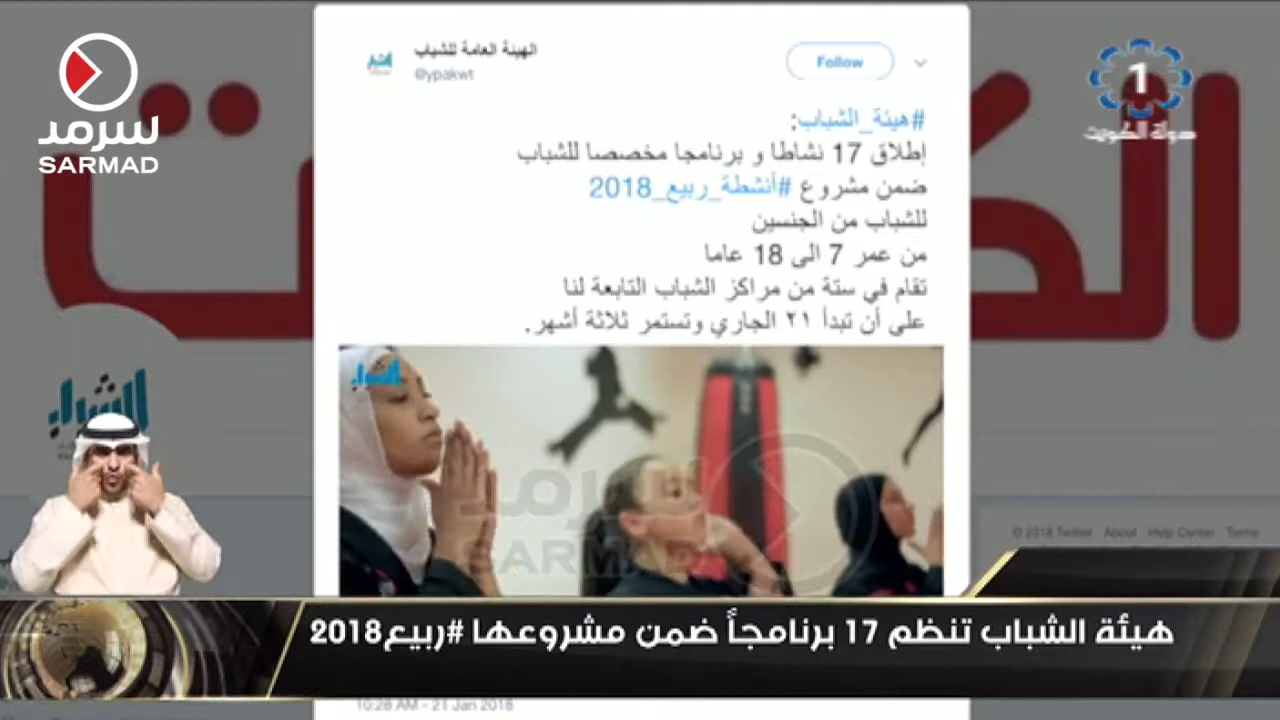 سرمد
SARMAD
1
دولة الكويت
الهيئة العامة للشباب
@ypakwt
Follow
#هيئة_الشباب:
إطلاق 17 نشاطا و برنامجا مخصصا للشباب
ضمن مشروع #أنشطة_ربيع_2018
للشباب من الجنسين
من عمر 7 الى 18 عاما
تقام في ستة من مراكز الشباب التابعة لنا
على أن تبدأ ٢١ الجاري وتستمر ثلاثة أشهر.
سرمد
SARMAD
© 2018 Twitter About Help Center Terms
هيئة الشباب تنظم 17 برنامجاً ضمن مشروعها #ربيع2018
10:28 AM - 21 Jan 2018